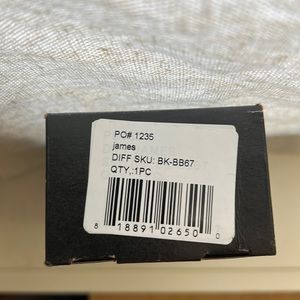 PO# 1235
james
DIFF SKU: BK-BB67
QTY,:1PC
8 18891 02650 0